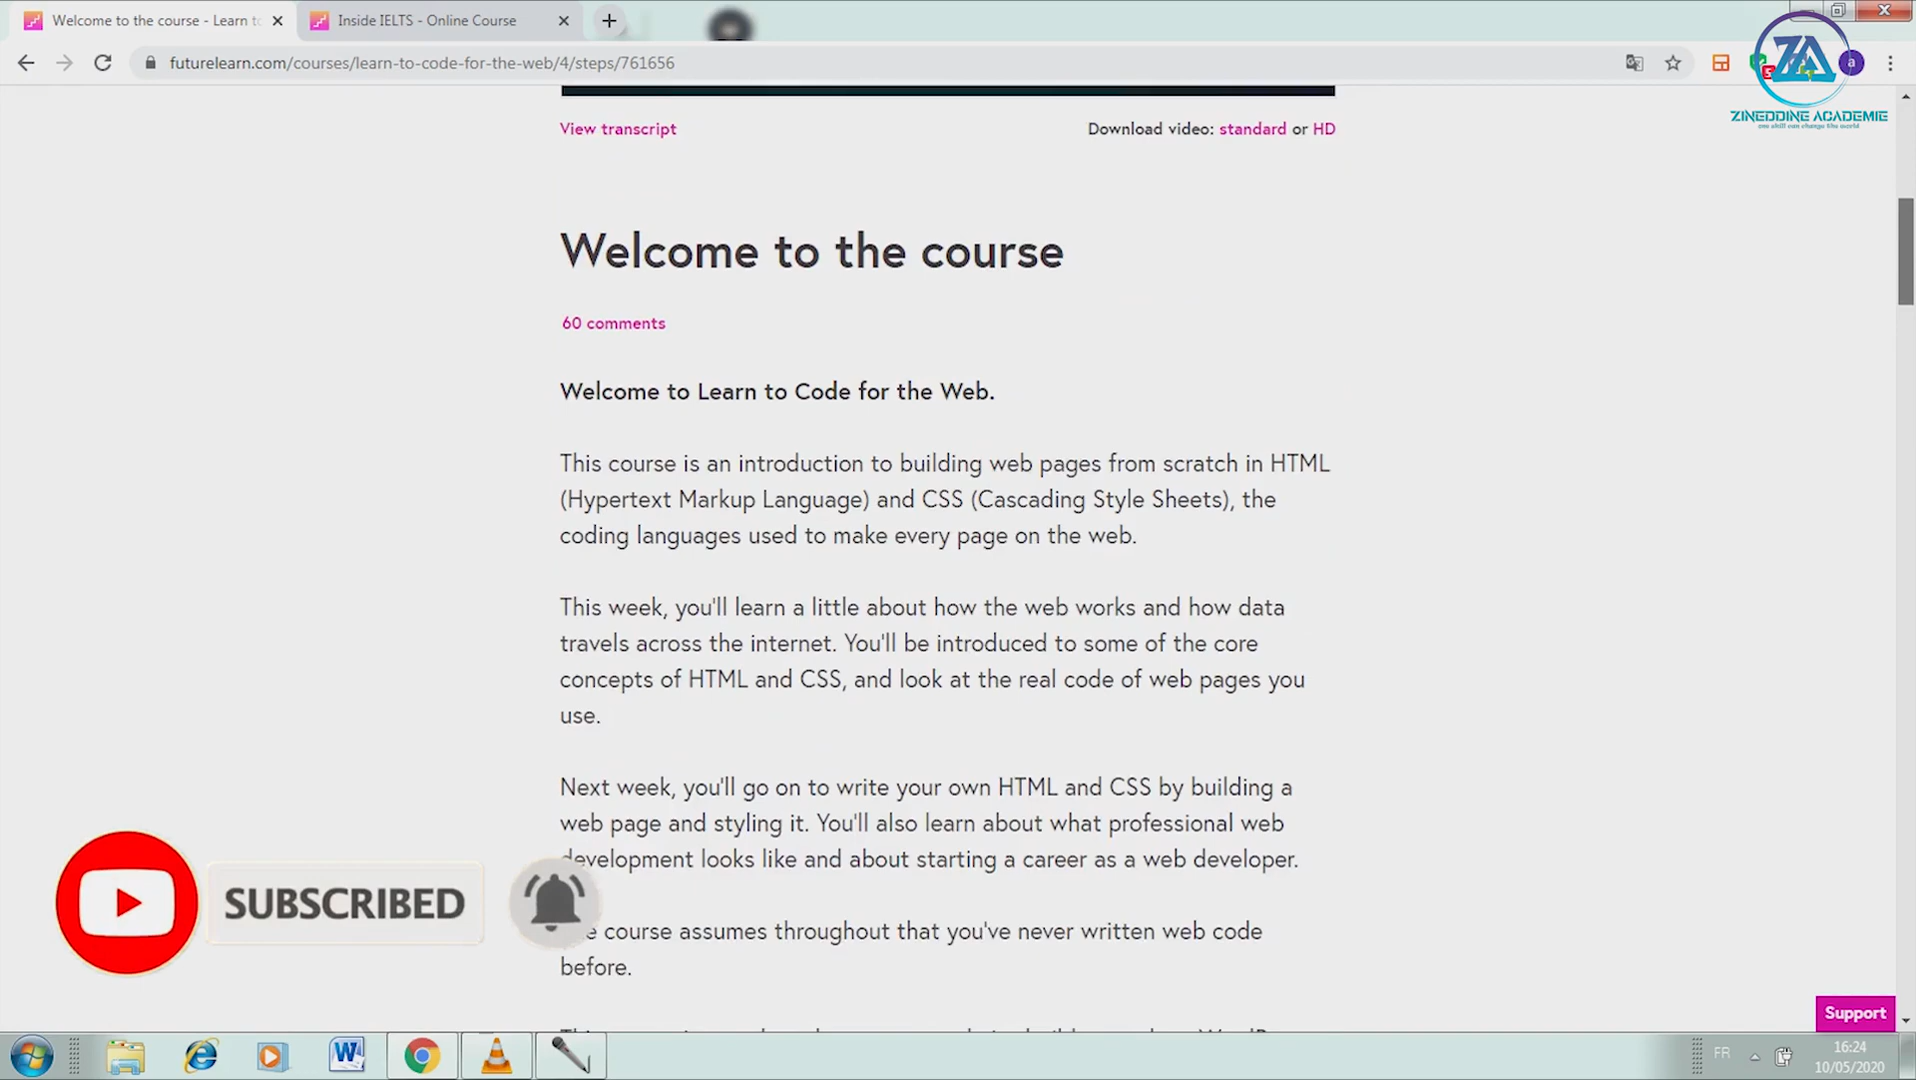 Welcome to the course - Learn to
Inside IELTS - Online Course
futurelearn.com/courses/learn-to-code-for-the-web/4/steps/761656
ZA
ZINEDDINE ACADEMIE
one skill can change the world
View transcript
Download video: standard or HD
Welcome to the course
60 comments
Welcome to Learn to Code for the Web.
This course is an introduction to building web pages from scratch in HTML
(Hypertext Markup Language) and CSS (Cascading Style Sheets), the
coding languages used to make every page on the web.
This week, you'll learn a little about how the web works and how data
travels across the internet. You'll be introduced to some of the core
concepts of HTML and CSS, and look at the real code of web pages you
use.
Next week, you'll go on to write your own HTML and CSS by building a
web page and styling it. You'll also learn about what professional web
development looks like and about starting a career as a web developer.
course assumes throughout that you've never written web code
before.
SUBSCRIBED
Support
FR
16:24
10/05/2020